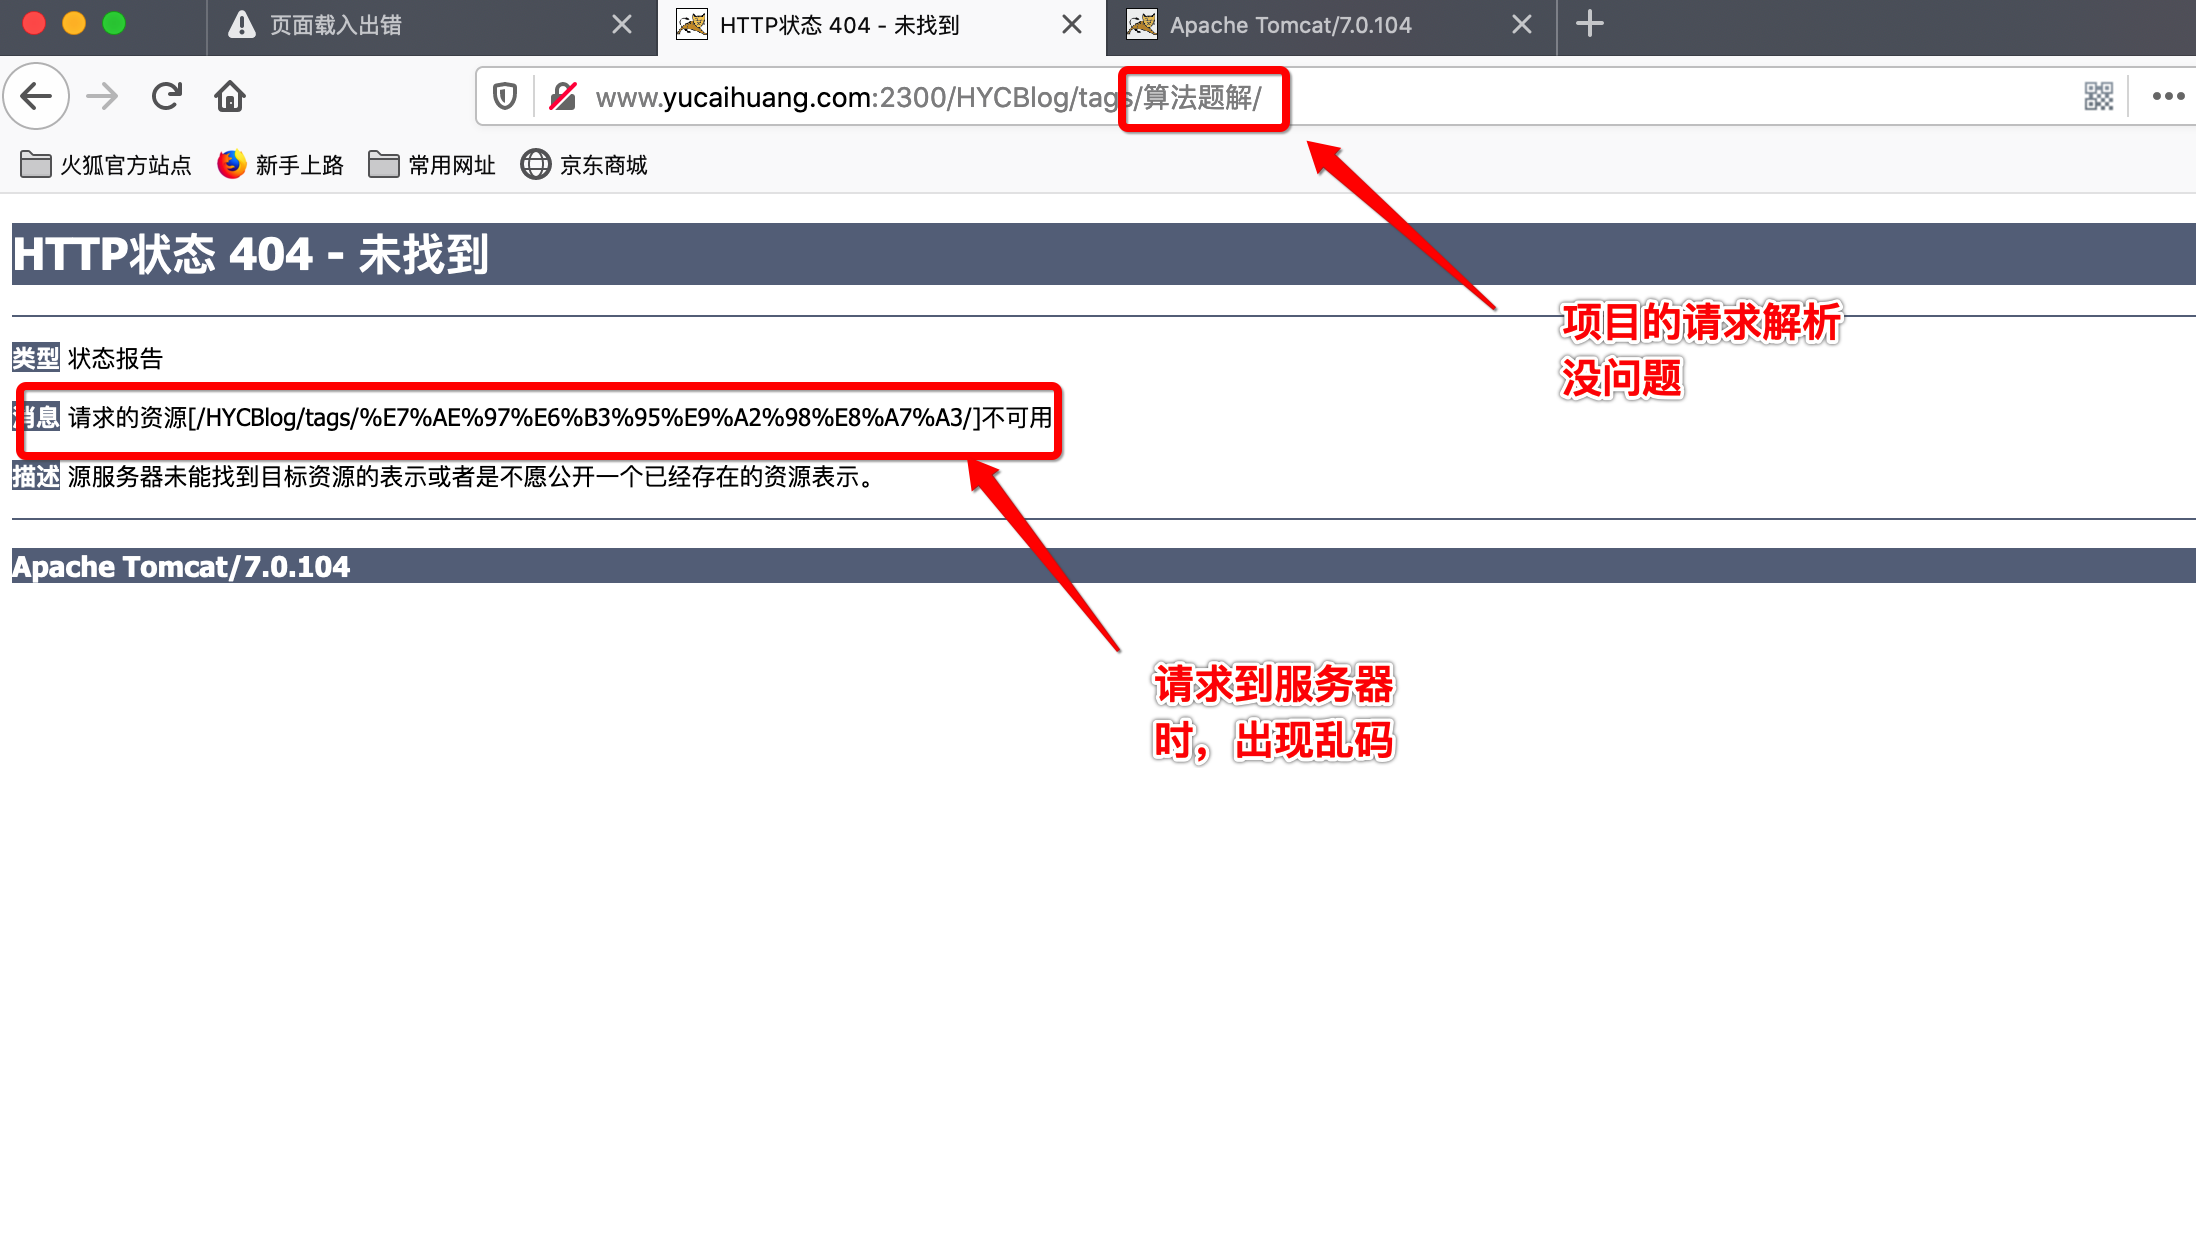 页面载入出错
HTTP状态 404 - 未找到
Apache Tomcat/7.0.104
www.yucaihuang.com:2300/HYCBlog/tags/算法题解/
火狐官方站点
新手上路
常用网址
京东商城
HTTP状态 404 - 未找到
项目的请求解析
没问题
类型 状态报告
消息 请求的资源[/HYCBlog/tags/%E7%AE%97%E6%B3%95%E9%A2%98%E8%A7%A3/]不可用
描述 源服务器未能找到目标资源的表示或者是不愿公开一个已经存在的资源表示。
Apache Tomcat/7.0.104
请求到服务器
时，出现乱码